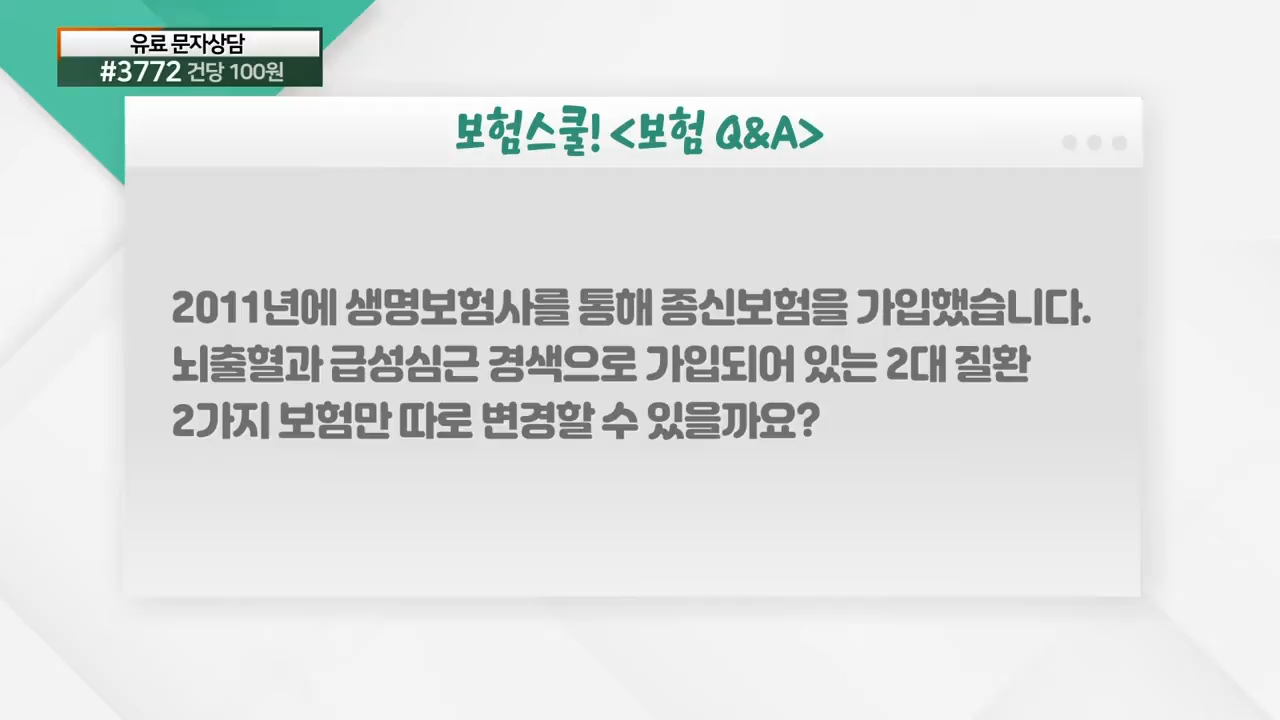 유료 문자상담
#3772 건당 100원
보험스쿨! <보험 Q&A>
2011년에 생명보험사를 통해 종신보험을 가입했습니다.
뇌출혈과 급성심근 경색으로 가입되어 있는 2대 질환
2가지 보험만 따로 변경할 수 있을까요?